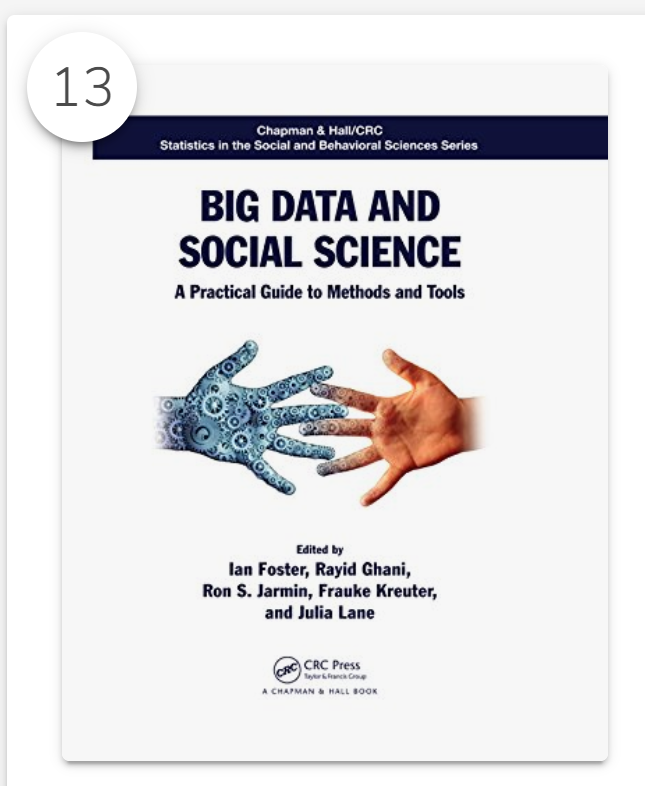 13
Chapman & Hall/CRC
Statistics in the Social and Behavioral Sciences Series
BIG DATA AND
SOCIAL SCIENCE
A Practical Guide to Methods and Tools
Edited by
Ian Foster, Rayid Ghani,
Ron S. Jarmin, Frauke Kreuter,
and Julia Lane
CRC CRC Press
Taylor & Francis Group
A CHAPMAN & HALL BOOK